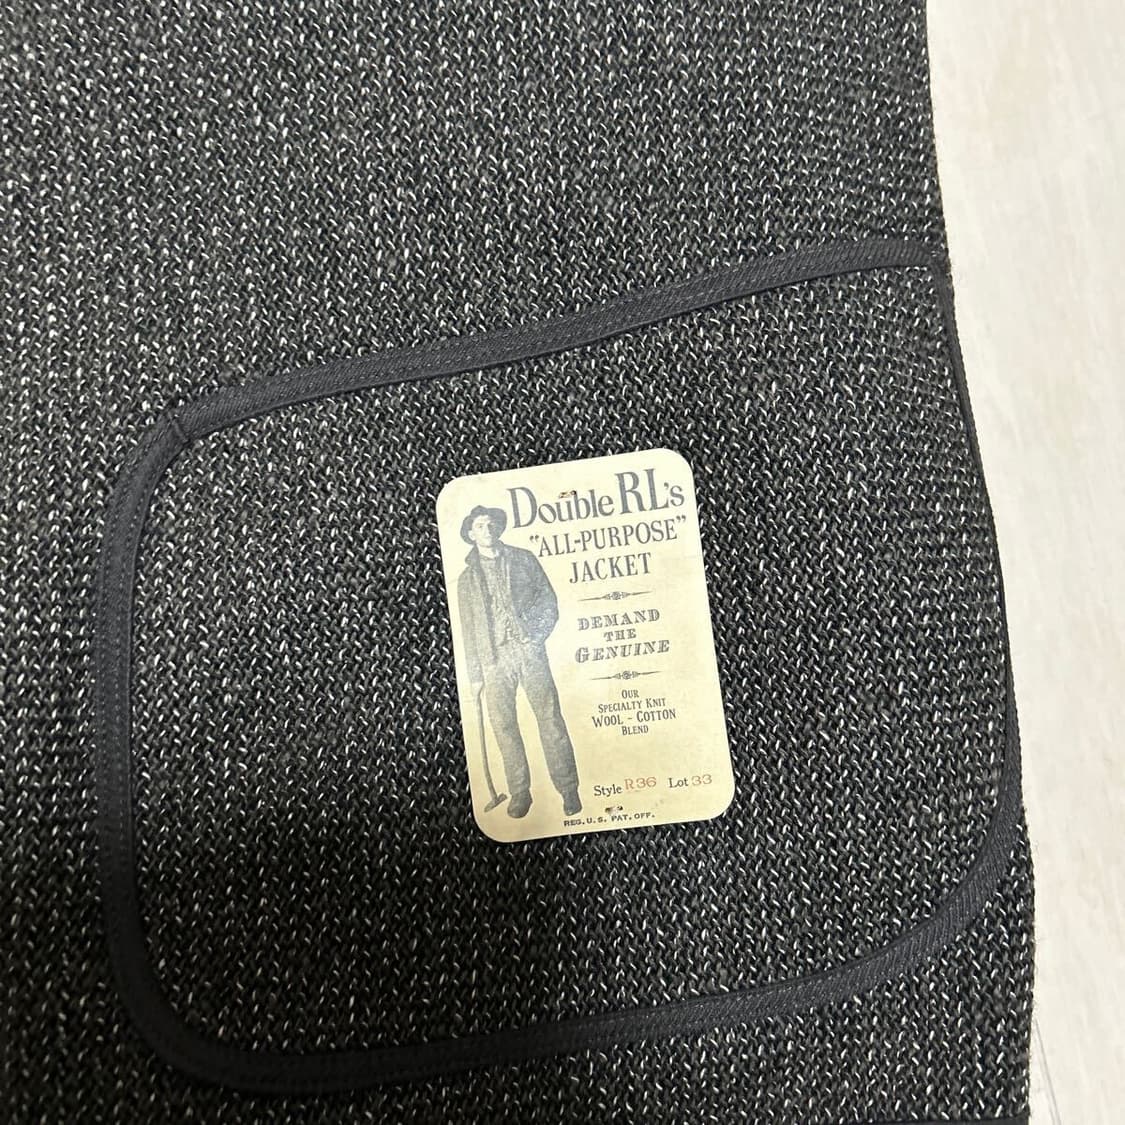 Double RL's
"ALL-PURPOSE"
JACKET
DEMAND
THE
GENUINE
OUR
SPECIALTY KNIT
WOOL - COTTON
BLEND
Style R36 Lot 33
REG. U.S. PAT. OFF.